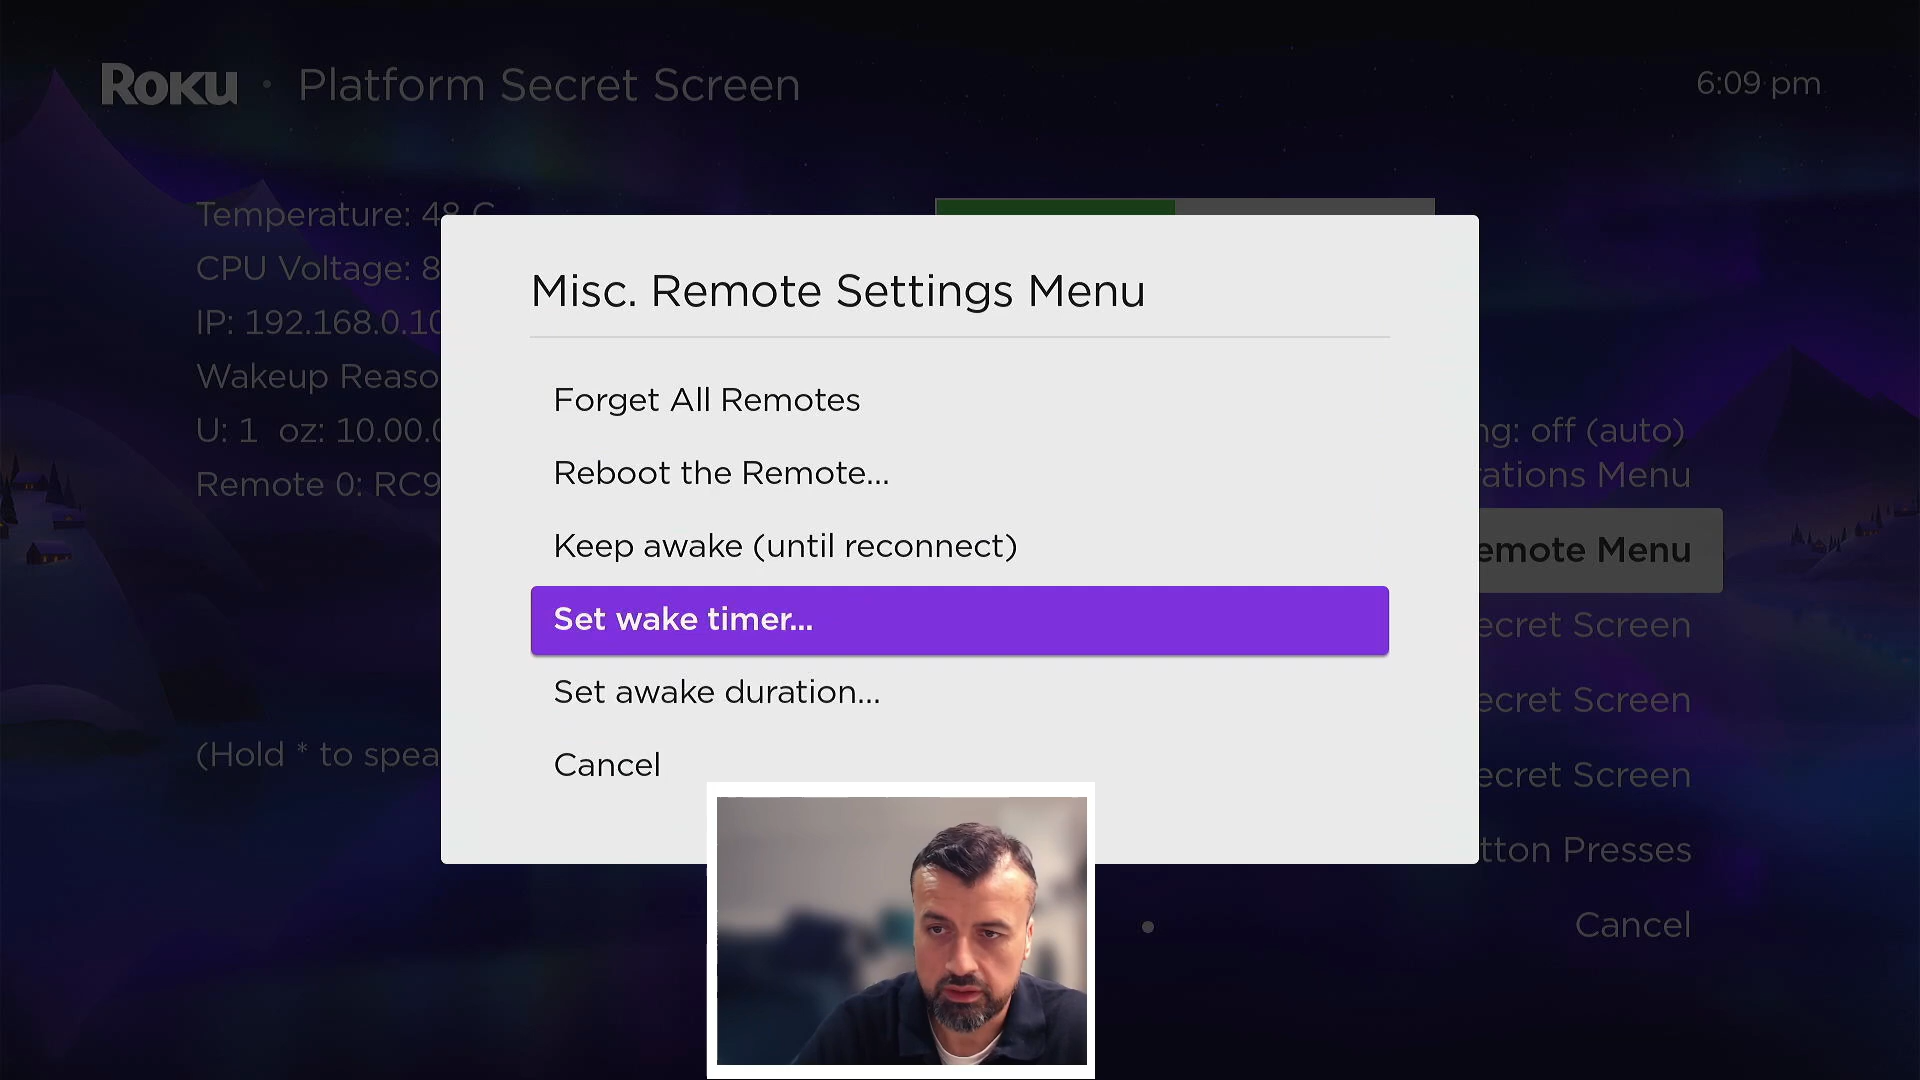 Roku • Platform Secret Screen
6:09 pm
Temperature: 48 C
CPU Voltage: 8
IP: 192.168.0.10
Wakeup Reaso
U: 1 oz: 10.00.0
Remote 0: RC9
(Hold * to spea
Misc. Remote Settings Menu
Forget All Remotes
Reboot the Remote...
Keep awake (until reconnect)
Set wake timer...
Set awake duration...
Cancel
ng: off (auto)
ations Menu
emote Menu
ecret Screen
ecret Screen
ecret Screen
tton Presses
Cancel